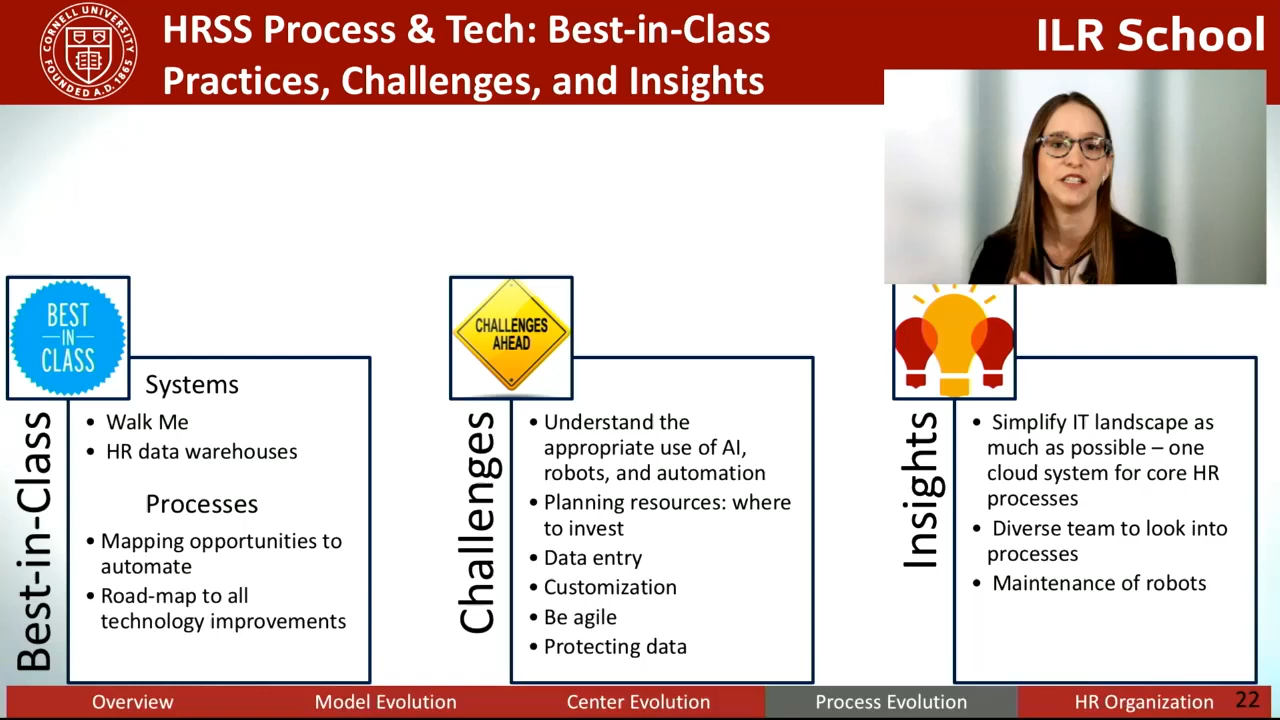 CORNELL UNIVERSITY
FOUNDED A.D. 1865
HRSS Process & Tech: Best-in-Class
Practices, Challenges, and Insights
ILR School
BEST
IN
CLASS
Best-in-Class
Systems
• Walk Me
• HR data warehouses
Processes
• Mapping opportunities to
automate
• Road-map to all
technology improvements
CHALLENGES
AHEAD
Challenges
• Understand the
appropriate use of AI,
robots, and automation
• Planning resources: where
to invest
• Data entry
• Customization
• Be agile
• Protecting data
Insights
• Simplify IT landscape as
much as possible – one
cloud system for core HR
processes
• Diverse team to look into
processes
• Maintenance of robots
Overview
Model Evolution
Center Evolution
Process Evolution
HR Organization
22